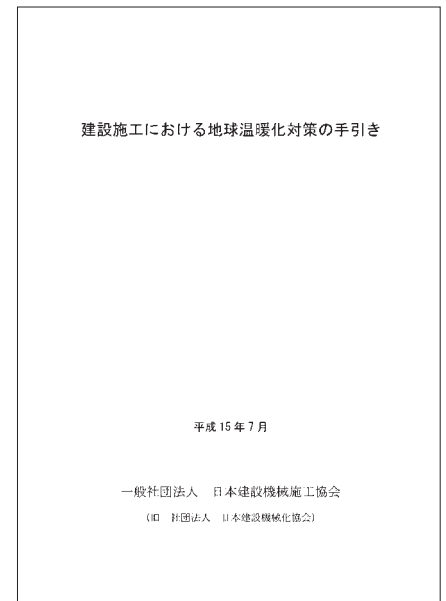 建設施工における地球温暖化対策の手引き
平成15年7月
一般社団法人　日本建設機械施工協会
(旧　社団法人　日本建設機械化協会)